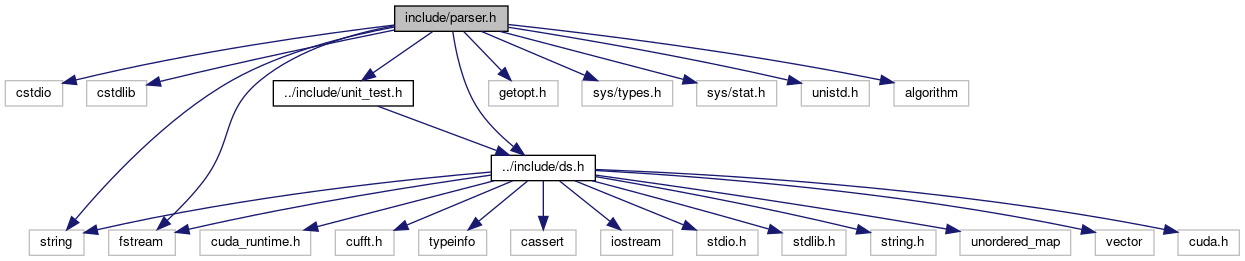 include/parser.h
cstdio
cstdlib
../include/unit_test.h
getopt.h
sys/types.h
sys/stat.h
unistd.h
algorithm
../include/ds.h
string
fstream
cuda_runtime.h
cufft.h
typeinfo
cassert
iostream
stdio.h
stdlib.h
string.h
unordered_map
vector
cuda.h